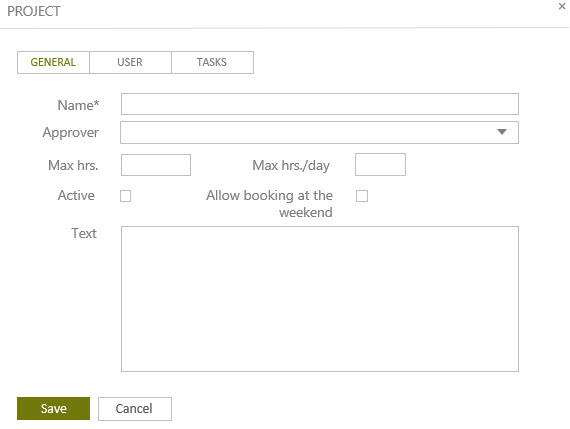 PROJECT ×
GENERAL USER TASKS
Name*
Approver
Max hrs. Max hrs./day
Active Allow booking at the
weekend
Text
Save Cancel